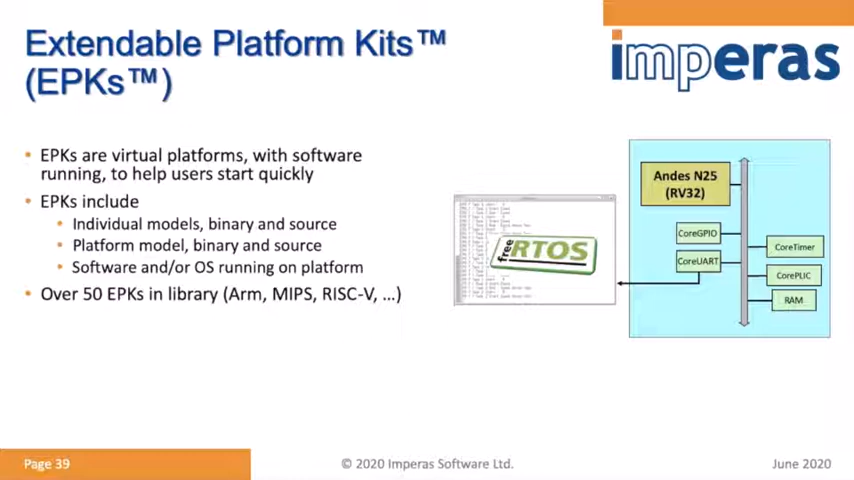 Extendable Platform Kits™
(EPKs™)
imperas
EPKs are virtual platforms, with software
running, to help users start quickly
EPKs include
Individual models, binary and source
Platform model, binary and source
Software and/or OS running on platform
Over 50 EPKs in library (Arm, MIPS, RISC-V, ...)
free RTOS
Andes N25
(RV32)
CoreGPIO
CoreUART
CoreTimer
CorePLIC
RAM
Page 39
© 2020 Imperas Software Ltd.
June 2020